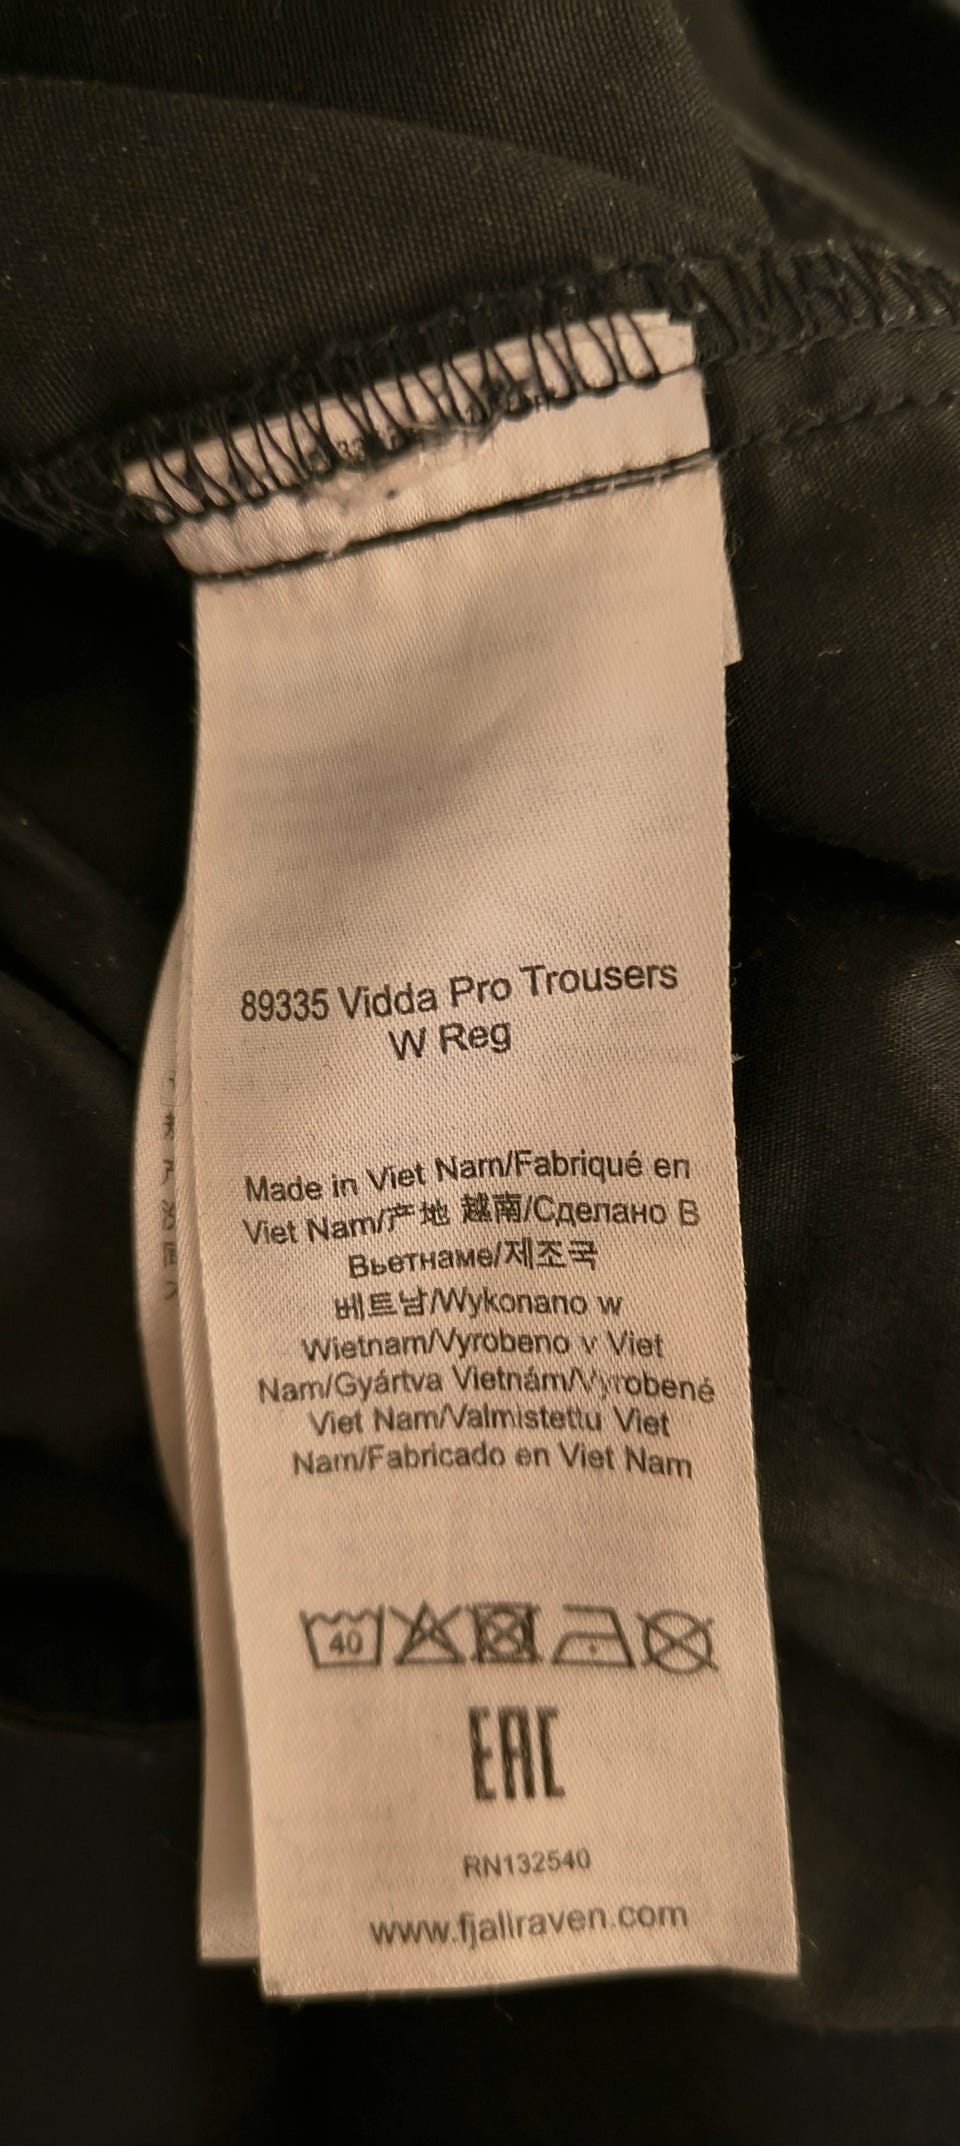 89335 Vidda Pro Trousers
W Reg
Made in Viet Nam/Fabriqué en
Viet Nam/产地 越南/Сделано В
Вьетнаме/제조국
베트남/Wykonano w
Wietnam/Vyrobeno v Viet
Nam/Gyártva Vietnám/Vyrobené
Viet Nam/Valmistettu Viet
Nam/Fabricado en Viet Nam
40
EAC
RN132540
www.fjallraven.com